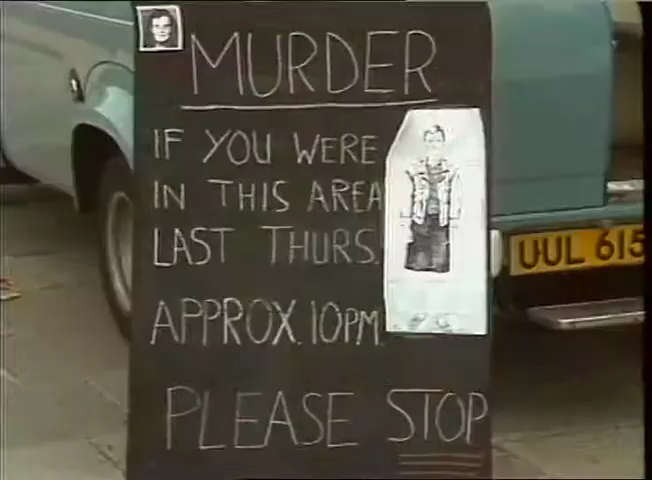 MURDER
IF YOU WERE
IN THIS AREA
LAST THURS.
APPROX. 10PM.
PLEASE STOP
UUL 615